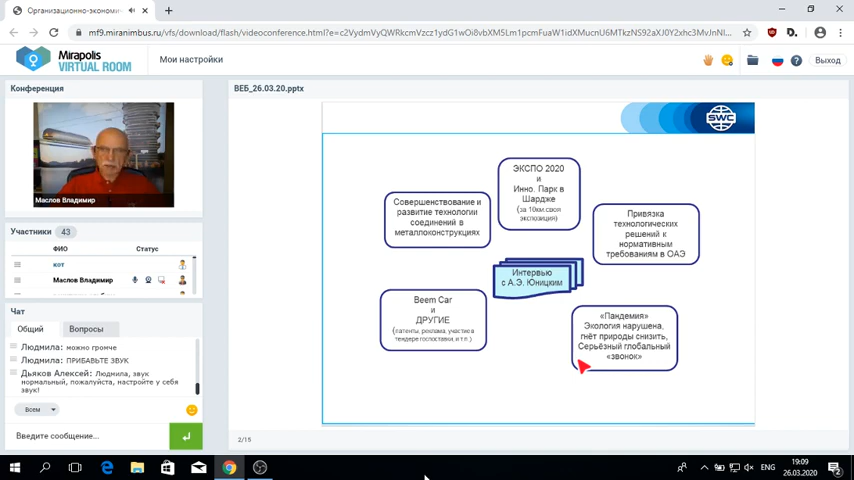 Организационно-экономи
mf9.miranimbus.ru/vfs/download/flash/videoconference.html?e=
Mirapolis
VIRTUAL ROOM
Мои настройки
Выход
Конференция
Маслов Владимир
Участники 43
ФИО Статус
кот
Маслов Владимир
Чат
Общий Вопросы
Людмила: можно громче
Людмила: ПРИБАВЬТЕ ЗВУК
Дьяков Алексей: Людмила, звук
нормальный, пожалуйста, настройте у себя
звук!
Всем
Введите сообщение...
ВЕБ_26.03.20.pptx
SWC
ЭКСПО 2020
и
Инно. Парк в
Шардже
(за 10км.своя
экспозиция)
Совершенствование и
развитие технологии
соединений в
металлоконструкциях
Привязка
технологических
решений к
нормативным
требованиям в ОАЭ
Интервью
с А.Э. Юницким
Beem Car
и
ДРУГИЕ
(патенты, реклама, участие в
тендере госпоставки, и т.п.)
«Пандемия»
Экология нарушена,
гнёт природы снизить,
Серьёзный глобальный
«звонок»
2/15
ENG
19:09
26.03.2020
2